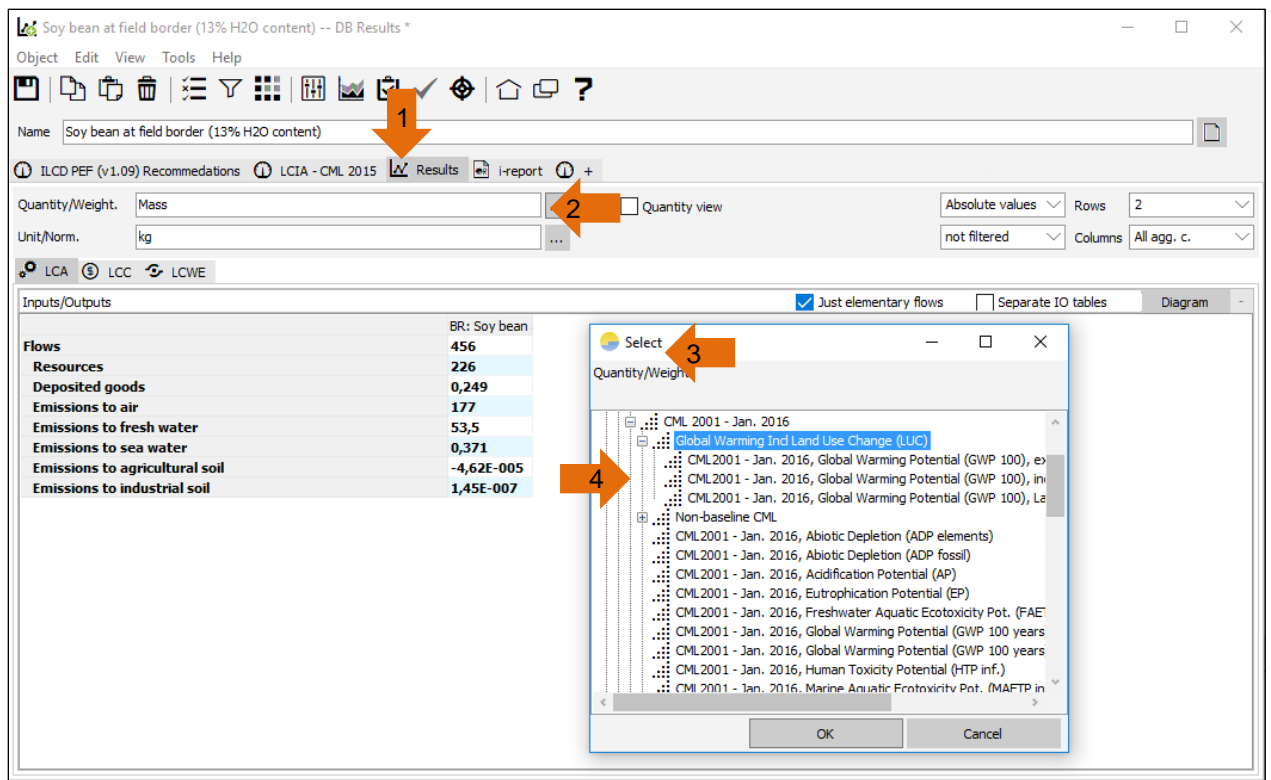 Soy bean at field border (13% H2O content) -- DB Results *
Object Edit View Tools Help
1
Name Soy bean at field border (13% H2O content)
ILCD PEF (v1.09) Recommedations LCIA - CML 2015 Results i-report +
Quantity/Weight. Mass 2 Quantity view Absolute values Rows 2
Unit/Norm. kg ... not filtered Columns All agg. c.
LCA LCC LCWE
Inputs/Outputs Just elementary flows Separate IO tables Diagram -
BR: Soy bean
Flows 456
Resources 226
Deposited goods 0,249
Emissions to air 177
Emissions to fresh water 53,5
Emissions to sea water 0,371
Emissions to agricultural soil -4,62E-005
Emissions to industrial soil 1,45E-007
Select
3
Quantity/Weight
CML 2001 - Jan. 2016
Global Warming Incl Land Use Change (LUC)
CML2001 - Jan. 2016, Global Warming Potential (GWP 100), ex
4
CML2001 - Jan. 2016, Global Warming Potential (GWP 100), in
CML2001 - Jan. 2016, Global Warming Potential (GWP 100), La
Non-baseline CML
CML2001 - Jan. 2016, Abiotic Depletion (ADP elements)
CML2001 - Jan. 2016, Abiotic Depletion (ADP fossil)
CML2001 - Jan. 2016, Acidification Potential (AP)
CML2001 - Jan. 2016, Eutrophication Potential (EP)
CML2001 - Jan. 2016, Freshwater Aquatic Ecotoxicity Pot. (FAET
CML2001 - Jan. 2016, Global Warming Potential (GWP 100 years
CML2001 - Jan. 2016, Global Warming Potential (GWP 100 years
CML2001 - Jan. 2016, Human Toxicity Potential (HTP inf.)
CML2001 - Jan. 2016, Marine Aquatic Ecotoxicity Pot. (MAETP in
OK Cancel